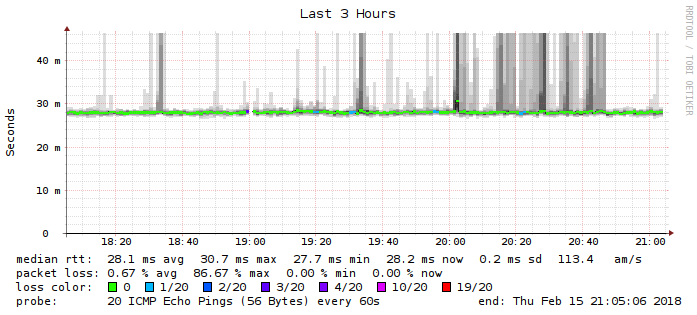 Last 3 Hours
RRDTOOL / TOBI OETIKER
Seconds
40 m
30 m
20 m
10 m
0
18:20 18:40 19:00 19:20 19:40 20:00 20:20 20:40 21:00
median rtt: 28.1 ms avg 30.7 ms max 27.7 ms min 28.2 ms now 0.2 ms sd 113.4 am/s
packet loss: 0.67 % avg 86.67 % max 0.00 % min 0.00 % now
loss color: 0 1/20 2/20 3/20 4/20 10/20 19/20
probe: 20 ICMP Echo Pings (56 Bytes) every 60s end: Thu Feb 15 21:05:06 2018